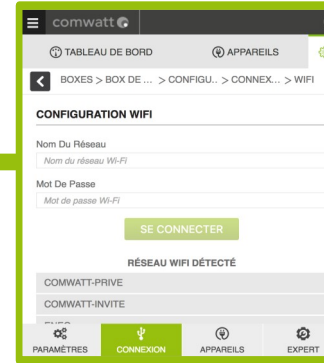 comwatt
TABLEAU DE BORD
APPAREILS
BOXES > BOX DE ... > CONFIGU.. > CONNEX... > WIFI
CONFIGURATION WIFI
Nom Du Réseau
Nom du réseau Wi-Fi
Mot De Passe
Mot de passe Wi-Fi
SE CONNECTER
RÉSEAU WIFI DÉTECTÉ
COMWATT-PRIVE
COMWATT-INVITE
PARAMÈTRES
CONNEXION
APPAREILS
EXPERT